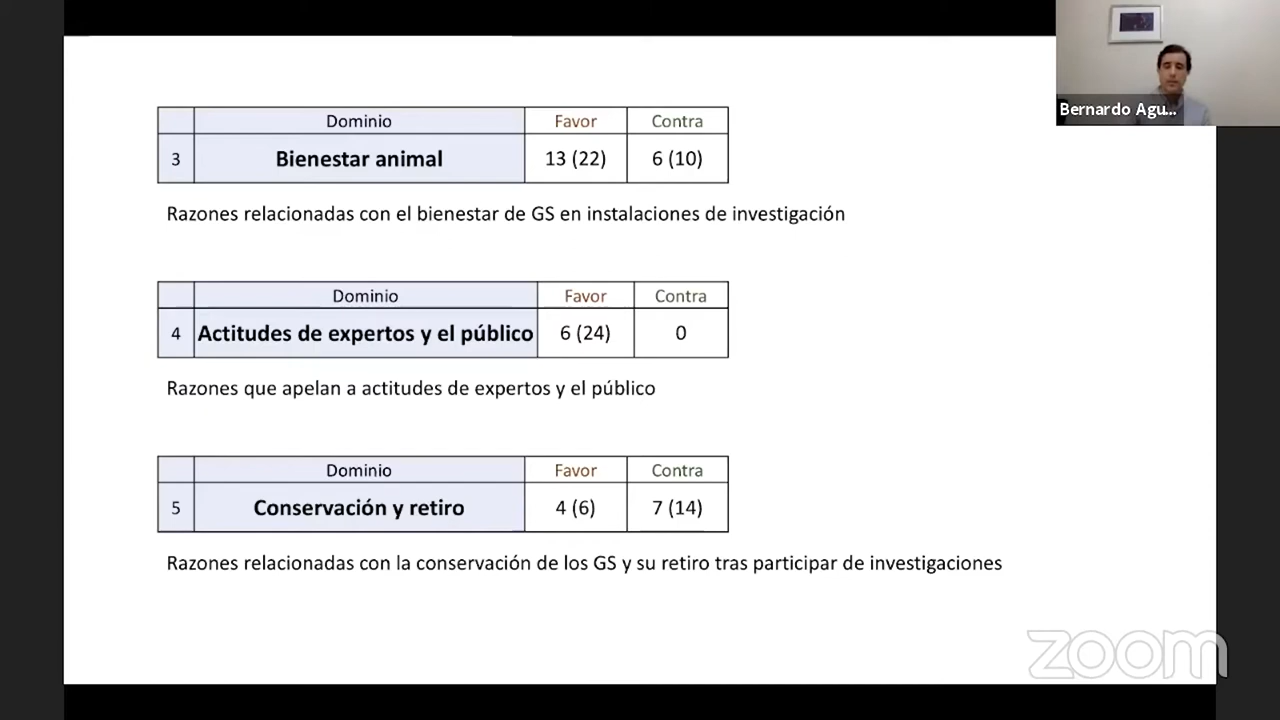 Dominio Favor Contra
3 Bienestar animal 13 (22) 6 (10)
Razones relacionadas con el bienestar de GS en instalaciones de investigación
Dominio Favor Contra
4 Actitudes de expertos y el público 6 (24) 0
Razones que apelan a actitudes de expertos y el público
Dominio Favor Contra
5 Conservación y retiro 4 (6) 7 (14)
Razones relacionadas con la conservación de los GS y su retiro tras participar de investigaciones
Bernardo Agu...
zoom